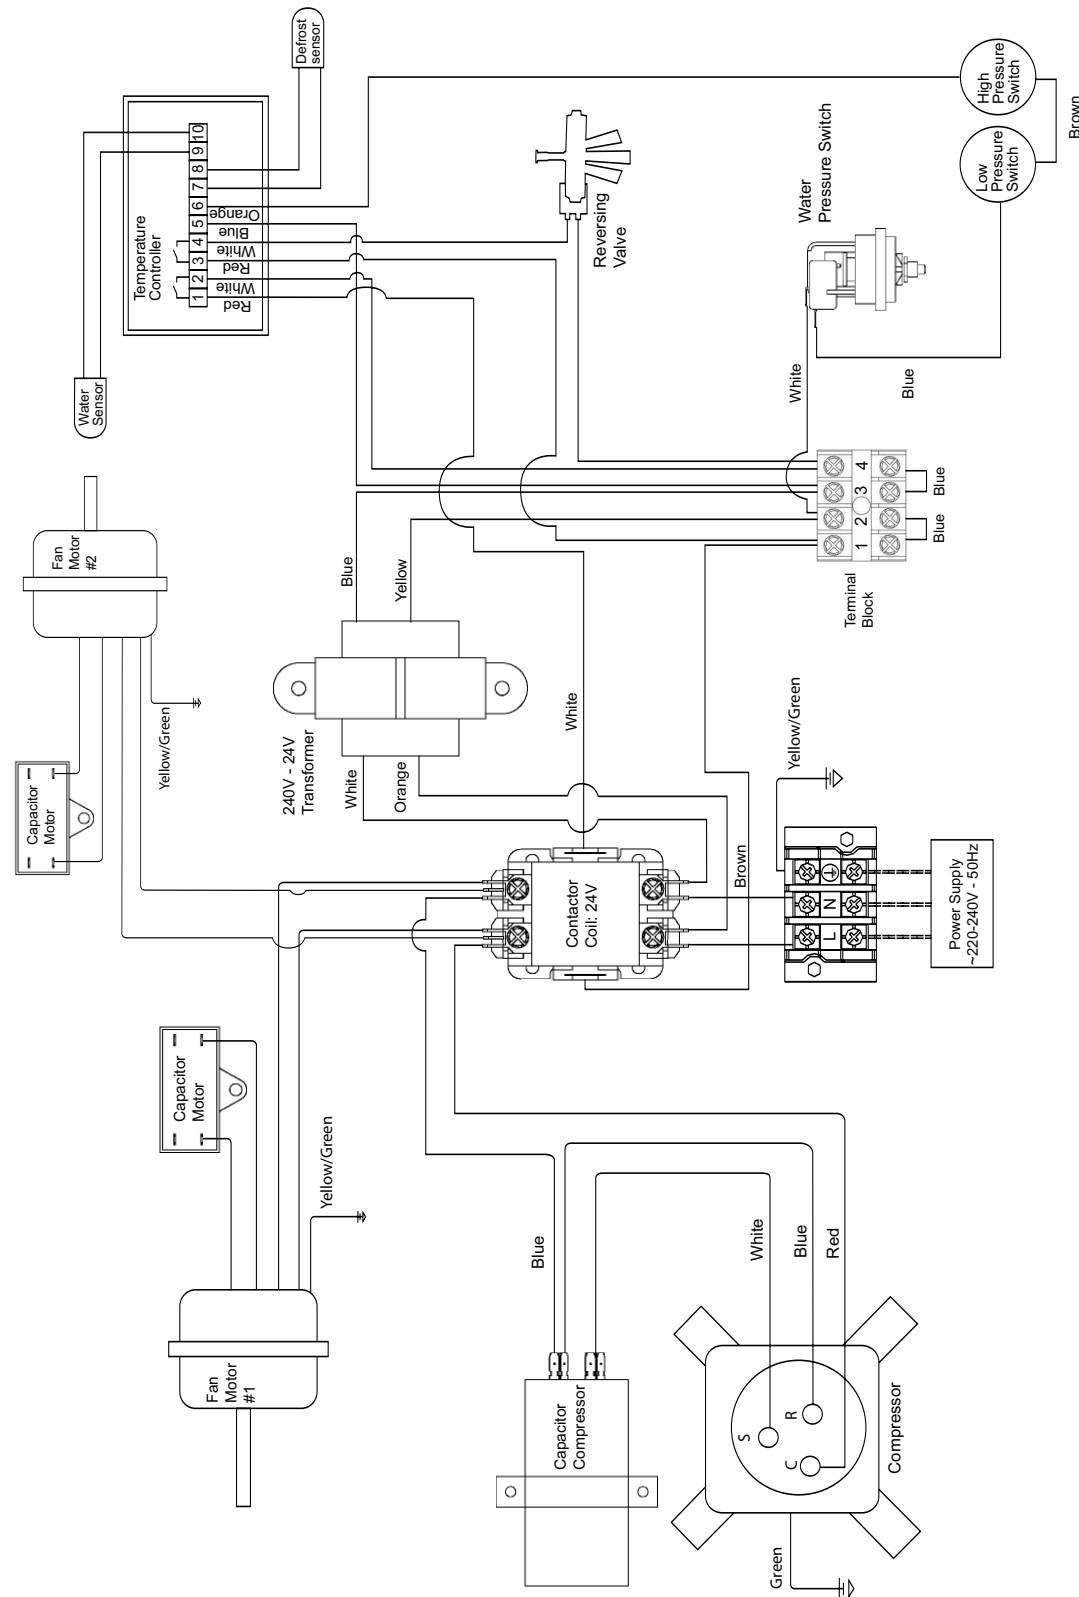 Defrost
sensor
High
Pressure
Switch
Low
Pressure
Switch
Brown
Water
Pressure Switch
Reversing
Valve
Temperature
Controller
1 2 3 4 5 6 7 8 9 10
Orange
Blue
White
Red
White
Red
Water
Sensor
White
Blue
Fan
Motor
#2
Yellow/Green
Capacitor
Motor
Blue
Yellow
240V - 24V
Transformer
White
Orange
White
1 2 3 4
Blue
Blue
Terminal
Block
Yellow/Green
Brown
Contactor
Coil: 24V
L N
Power Supply
~220-240V - 50Hz
Capacitor
Motor
Yellow/Green
Fan
Motor
#1
Blue
White
Blue
Red
Capacitor
Compressor
S
R
C
Compressor
Green